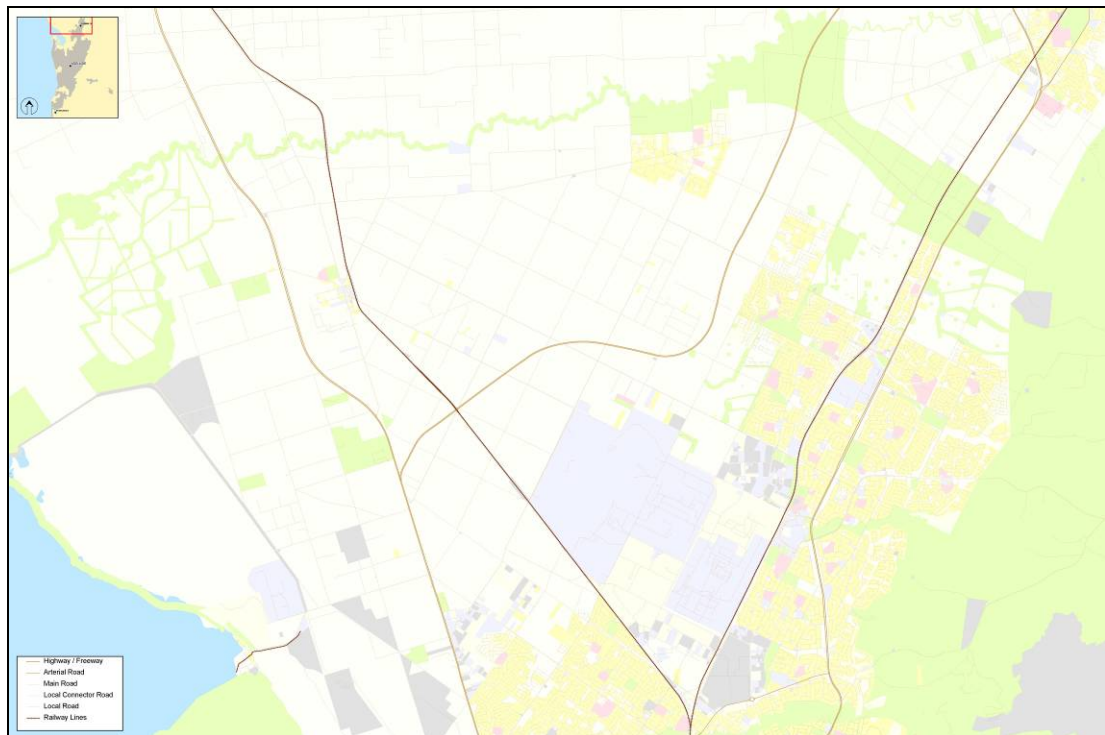 Highway / Freeway
Arterial Road
Main Road
Local Connector Road
Local Road
Railway Lines